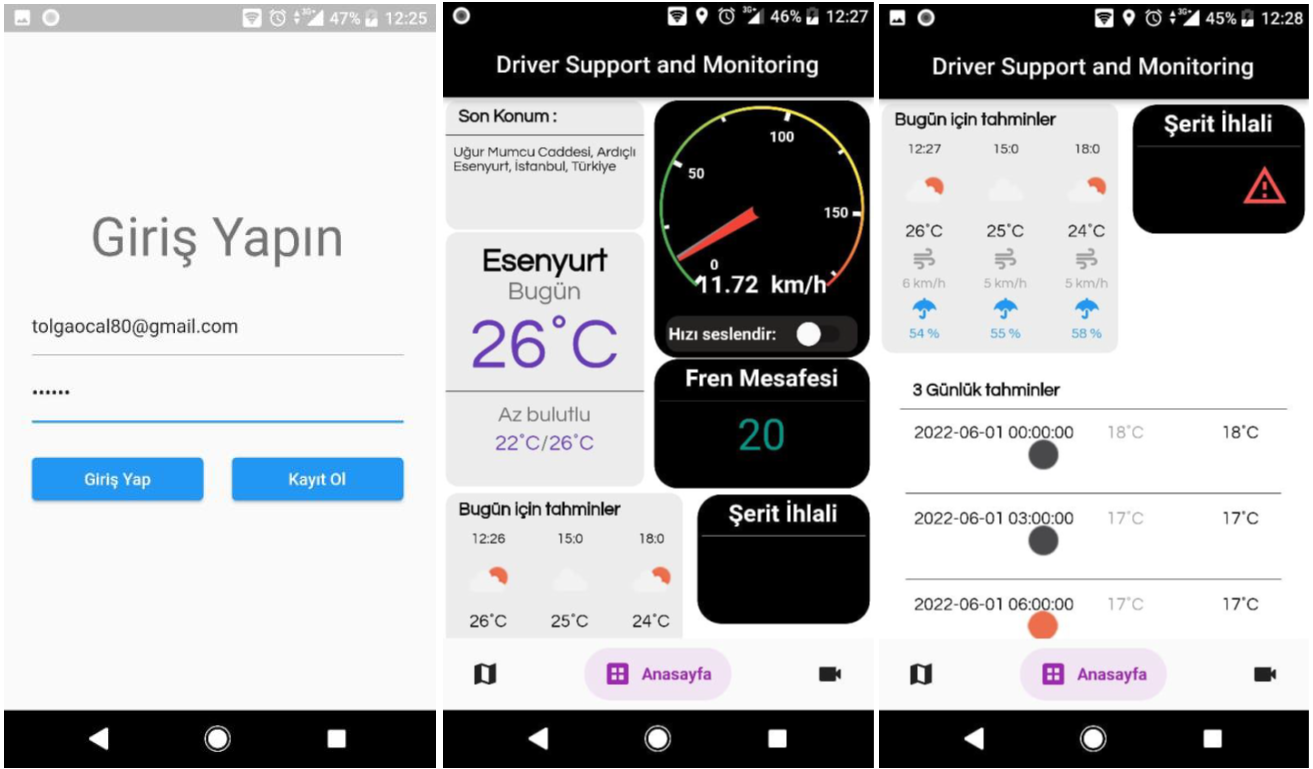 3G+ 47% 12:25
Giriş Yapın
tolgaocal80@gmail.com
••••••
Giriş Yap
Kayıt Ol
3G+ 46% 12:27
Driver Support and Monitoring
Son Konum :
Uğur Mumcu Caddesi, Ardıçlı
Esenyurt, İstanbul, Türkiye
Esenyurt
Bugün
26°C
Az bulutlu
22°C/26°C
0
50
100
150
11.72 km/h
Hızı seslendir:
Fren Mesafesi
20
Bugün için tahminler
12:26 15:0 18:0
26°C 25°C 24°C
Şerit İhlali
Anasayfa
3G+ 45% 12:28
Driver Support and Monitoring
Bugün için tahminler
12:27 15:0 18:0
26°C 25°C 24°C
6 km/h 5 km/h 5 km/h
54 % 55 % 58 %
Şerit İhlali
3 Günlük tahminler
2022-06-01 00:00:00 18°C 18°C
2022-06-01 03:00:00 17°C 17°C
2022-06-01 06:00:00 17°C 17°C
Anasayfa